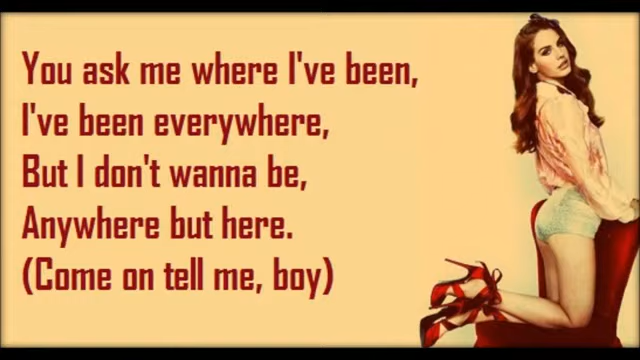 You ask me where I've been,
I've been everywhere,
But I don't wanna be,
Anywhere but here.
(Come on tell me, boy)